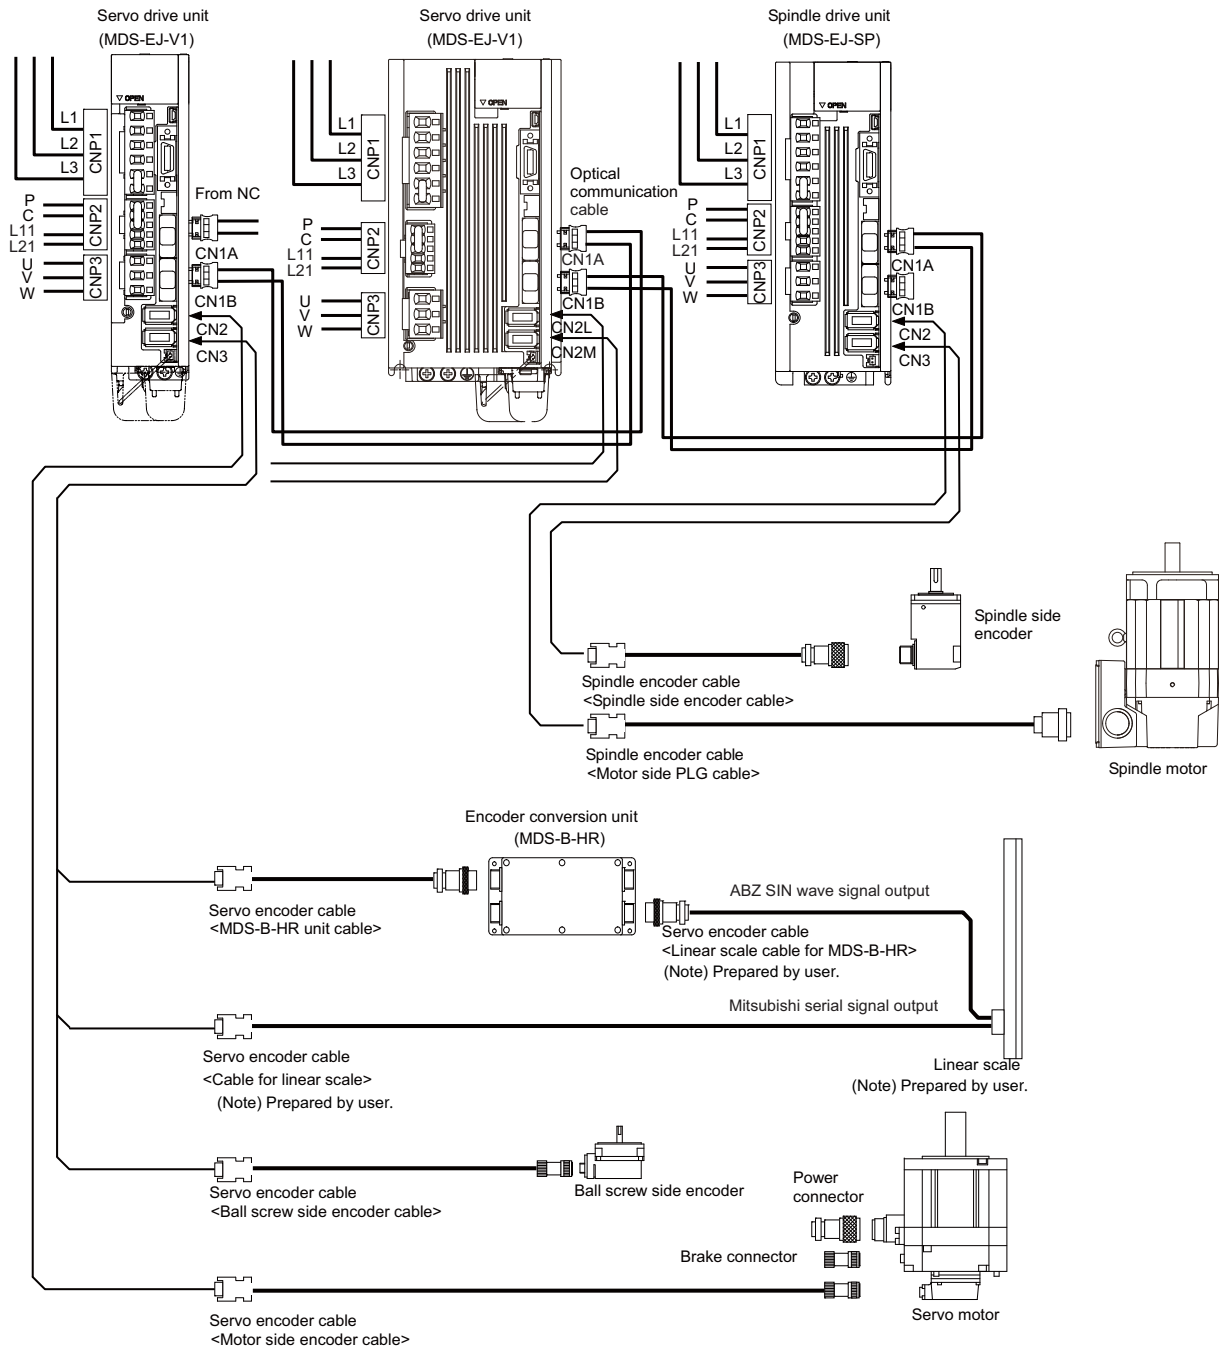 Servo drive unit
(MDS-EJ-V1)
Servo drive unit
(MDS-EJ-V1)
Spindle drive unit
(MDS-EJ-SP)
▽ OPEN
L1
L2
L3
CNP1
P
C
L11
L21
CNP2
U
V
W
CNP3
From NC
CN1A
CN1B
CN2
CN3
▽ OPEN
L1
L2
L3
CNP1
P
C
L11
L21
CNP2
U
V
W
CNP3
Optical
communication
cable
CN1A
CN1B
CN2L
CN2M
▽ OPEN
L1
L2
L3
CNP1
P
C
L11
L21
CNP2
U
V
W
CNP3
CN1A
CN1B
CN2
CN3
Spindle side
encoder
Spindle encoder cable
<Spindle side encoder cable>
Spindle encoder cable
<Motor side PLG cable>
Spindle motor
Encoder conversion unit
(MDS-B-HR)
ABZ SIN wave signal output
Servo encoder cable
<MDS-B-HR unit cable>
Servo encoder cable
<Linear scale cable for MDS-B-HR>
(Note) Prepared by user.
Mitsubishi serial signal output
Servo encoder cable
<Cable for linear scale>
(Note) Prepared by user.
Linear scale
(Note) Prepared by user.
Servo encoder cable
<Ball screw side encoder cable>
Ball screw side encoder
Power
connector
Brake connector
Servo motor
Servo encoder cable
<Motor side encoder cable>